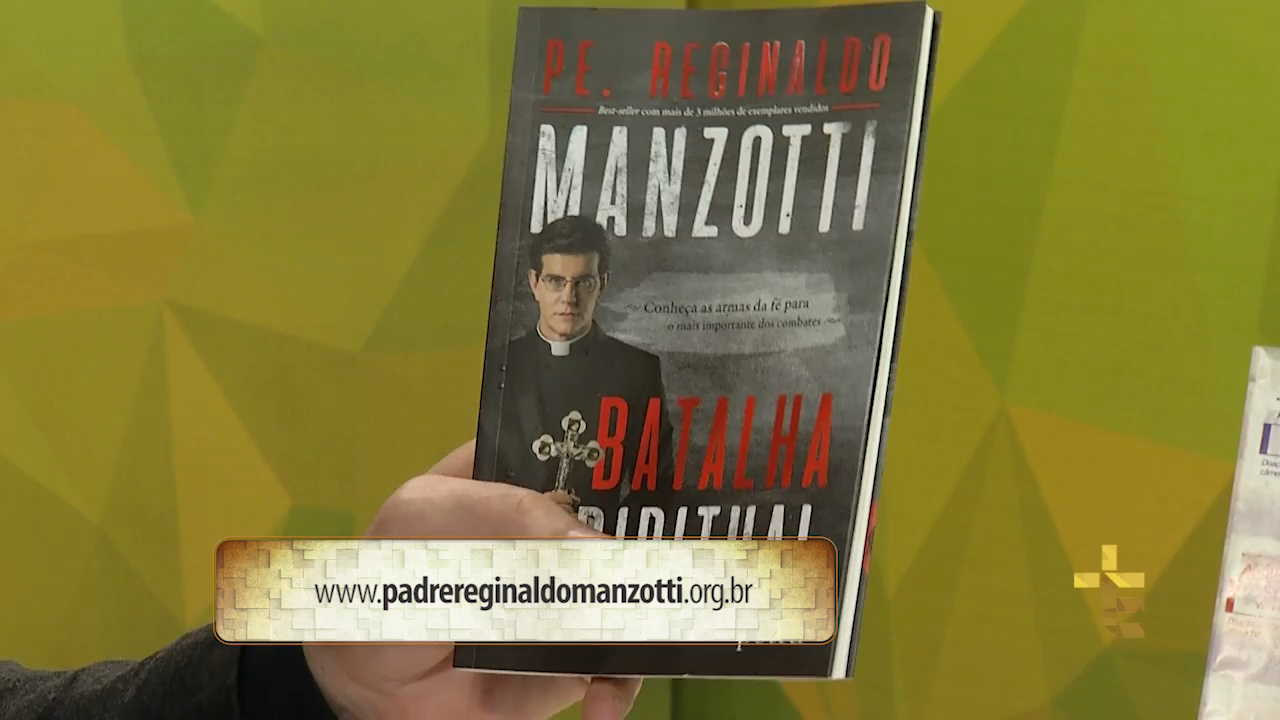 PE. REGINALDO
Best-seller com mais de 3 milhões de exemplares vendidos
MANZOTTI
Conheça as armas da fé para
o mais importante dos combates
BATALHA
www.padrereginaldomanzotti.org.br